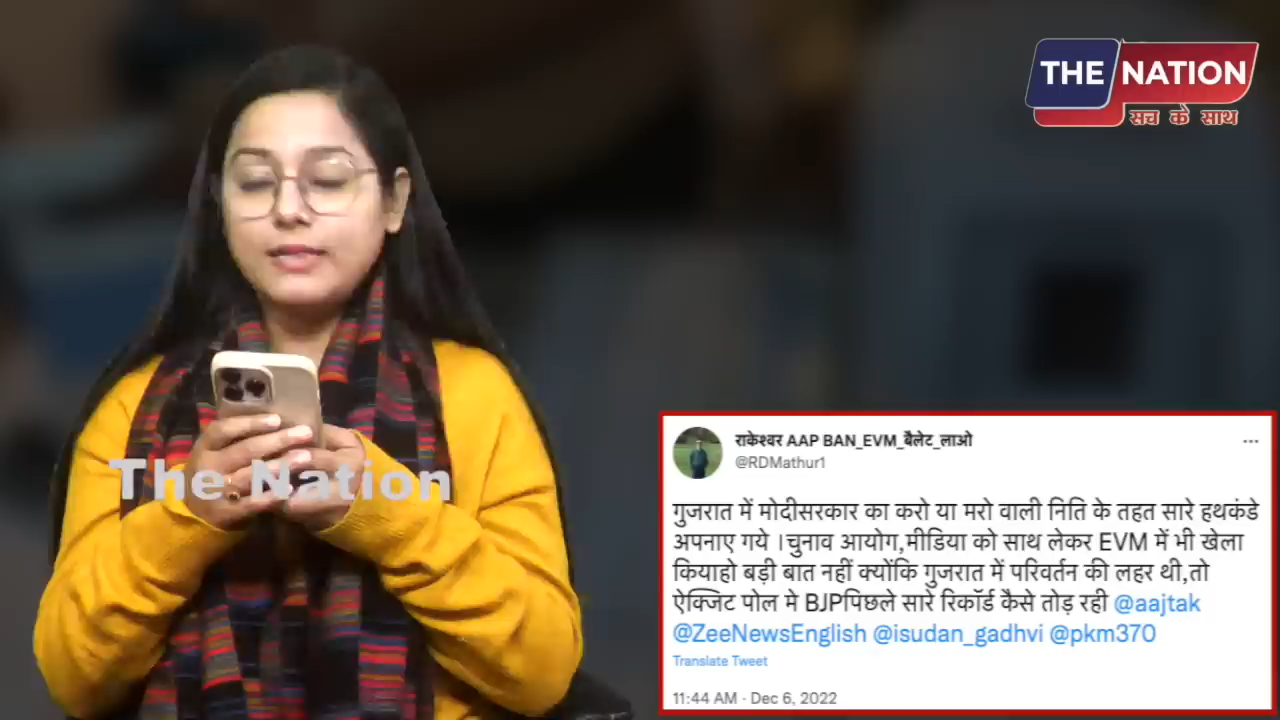 THE NATION
सच के साथ
The Nation
राकेश्वर AAP BAN_EVM_बैलेट_लाओ
@RDMathur1
गुजरात में मोदीसरकार का करो या मरो वाली निति के तहत सारे हथकंडे
अपनाए गये ।चुनाव आयोग,मीडिया को साथ लेकर EVM में भी खेला
कियाहो बड़ी बात नहीं क्योंकि गुजरात में परिवर्तन की लहर थी,तो
ऐक्जिट पोल मे BJPपिछले सारे रिकॉर्ड कैसे तोड़ रही @aajtak
@ZeeNewsEnglish @isudan_gadhvi @pkm370
Translate Tweet
11:44 AM · Dec 6, 2022